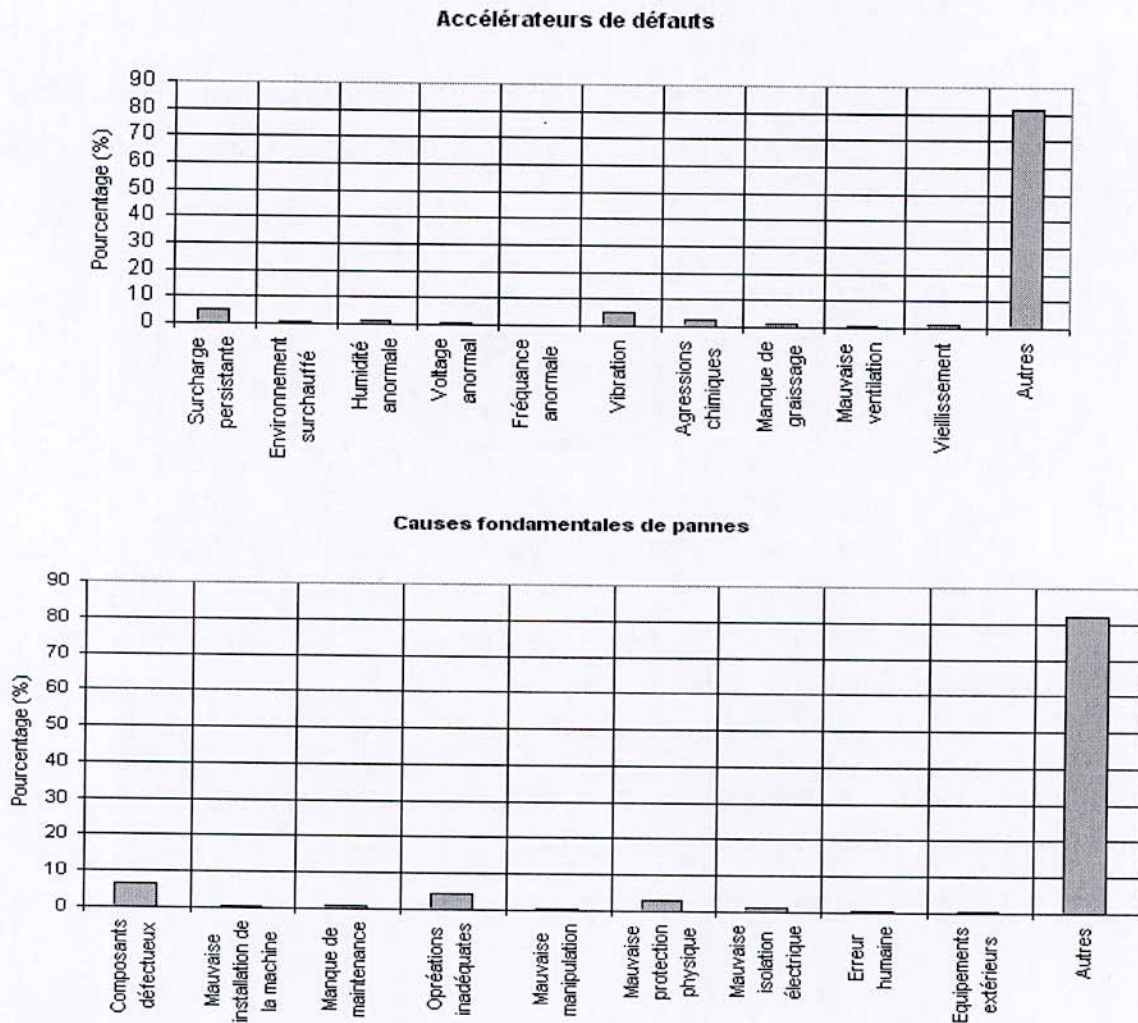 Accélérateurs de défauts
Pourcentage (%)
90
80
70
60
50
40
30
20
10
0
Surcharge
persistante
Environnement
surchauffé
Humidité
anormale
Voltage
anormal
Fréquance
anormale
Vibration
Agressions
chimiques
Manque de
graissage
Mauvaise
ventilation
Vieillissement
Autres
Causes fondamentales de pannes
Pourcentage (%)
90
80
70
60
50
40
30
20
10
0
Composants
défectueux
Mauvaise
installation de
la machine
Manque de
maintenance
Opréations
inadéquates
Mauvaise
manipulation
Mauvaise
protection
physique
Mauvaise
isolation
électrique
Erreur
humaine
Equipements
extérieurs
Autres